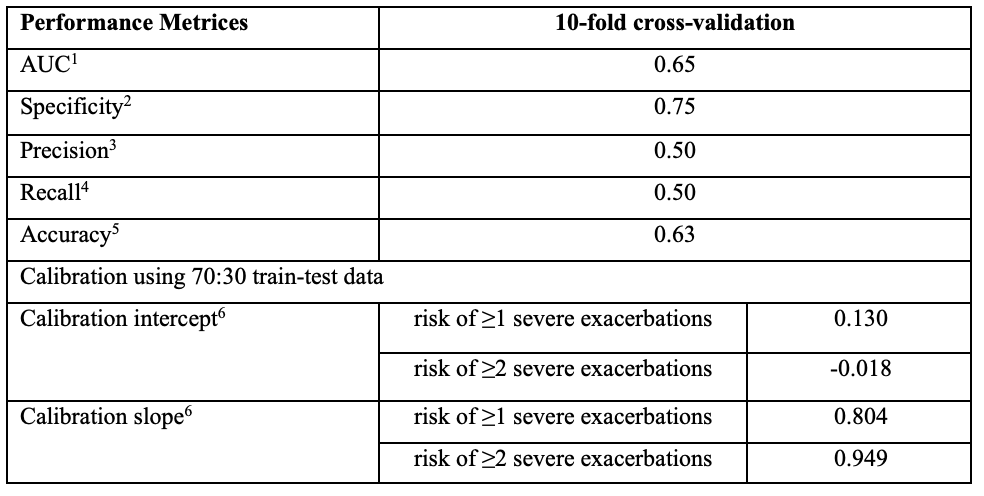 Performance Metrices 10-fold cross-validation
AUC¹ 0.65
Specificity² 0.75
Precision³ 0.50
Recall⁴ 0.50
Accuracy⁵ 0.63
Calibration using 70:30 train-test data
Calibration intercept⁶ risk of ≥1 severe exacerbations 0.130
risk of ≥2 severe exacerbations -0.018
Calibration slope⁶ risk of ≥1 severe exacerbations 0.804
risk of ≥2 severe exacerbations 0.949